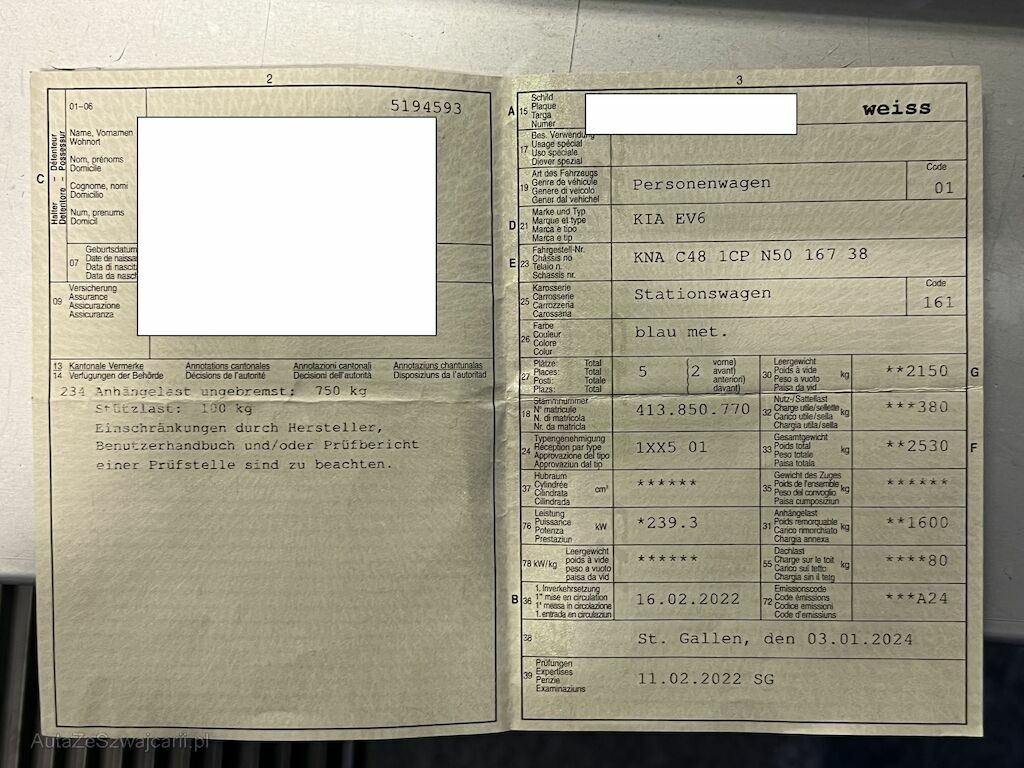 2
01-06
5194593
C
Halter – Détenteur
Detentore – Possessur
Name, Vornamen
Wohnort
Nom, prénoms
Domicile
Cognome, nomi
Domicilio
Num, prenums
Domicil
07
Geburtsdatum
Date de
Data di
Data da
09
Versicherung
Assurance
Assicurazione
Assicuranza
13 Kantonale Vermerke Annotations cantonales Annotazioni cantonali Annotaziuns chantunalas
14 Verfügungen der Behörde Décisions de l'autorité Decisioni dell'autorità Disposiziuns da l'autoritad
234 Anhängelast ungebremst: 750 kg
Stützlast: 100 kg
Einschränkungen durch Hersteller,
Benutzerhandbuch und/oder Prüfbericht
einer Prüfstelle sind zu beachten.
3
A 15
Schild
Plaque
Targa
Numer
weiss
17
Bes. Verwendung
Usage spécial
Uso speciale
Diever spezial
19
Art des Fahrzeugs
Genre de véhicule
Genere di veicolo
Gener dal vehichel
Personenwagen
Code
01
D 21
Marke und Typ
Marque et type
Marca e tipo
Marca e tip
KIA EV6
E 23
Fahrgestell-Nr.
Châssis no
Telaio n.
Schassis nr.
KNA C48 1CP N50 167 38
25
Karosserie
Carrosserie
Carrozzeria
Carossaria
Stationswagen
Code
161
26
Farbe
Couleur
Colore
Colur
blau met.
27
Plätze: Total
Places: Total
Posti: Totale
Plazs: Total
5
(2
vorne)
avant)
anteriori)
davant)
30
Leergewicht
Poids à vide
Peso a vuoto
Paisa da vid
kg
**2150
G
18
Stammnummer
N° matricule
N. di matricola
Nr. da matricla
413.850.770
32
Nutz-/Sattellast
Charge utile/sellette
Carico utile/sella
Chargia utila/sella
kg
***380
24
Typengenehmigung
Réception par type
Approvazione del tipo
Approvaziun dal tip
1XX5 01
33
Gesamtgewicht
Poids total
Peso totale
Paisa totala
kg
**2530
F
37
Hubraum
Cylindrée
Cilindrata
Cilindrada
cm³
******
35
Gewicht des Zuges
Poids de l'ensemble
Peso del convoglio
Paisa cumposiziun
kg
******
76
Leistung
Puissance
Potenza
Prestaziun
kW
*239.3
31
Anhängelast
Poids remorquable
Carico rimorchiato
Chargia annexa
kg
**1600
78 kW/kg
Leergewicht
poids à vide
peso a vuoto
paisa da vid
******
55
Dachlast
Charge sur le toit
Carico sul tetto
Chargia sin il tetg
kg
****80
B 36
1. Inverkehrsetzung
1re mise en circulation
1a messa in circolazione
1. entrada en circulaziun
16.02.2022
72
Emissionscode
Code émissions
Codice emissioni
Code d'emissiuns
***A24
38
St. Gallen, den 03.01.2024
39
Prüfungen
Expertises
Perizie
Examinaziuns
11.02.2022 SG
AutaZeSzwajcarii.pl